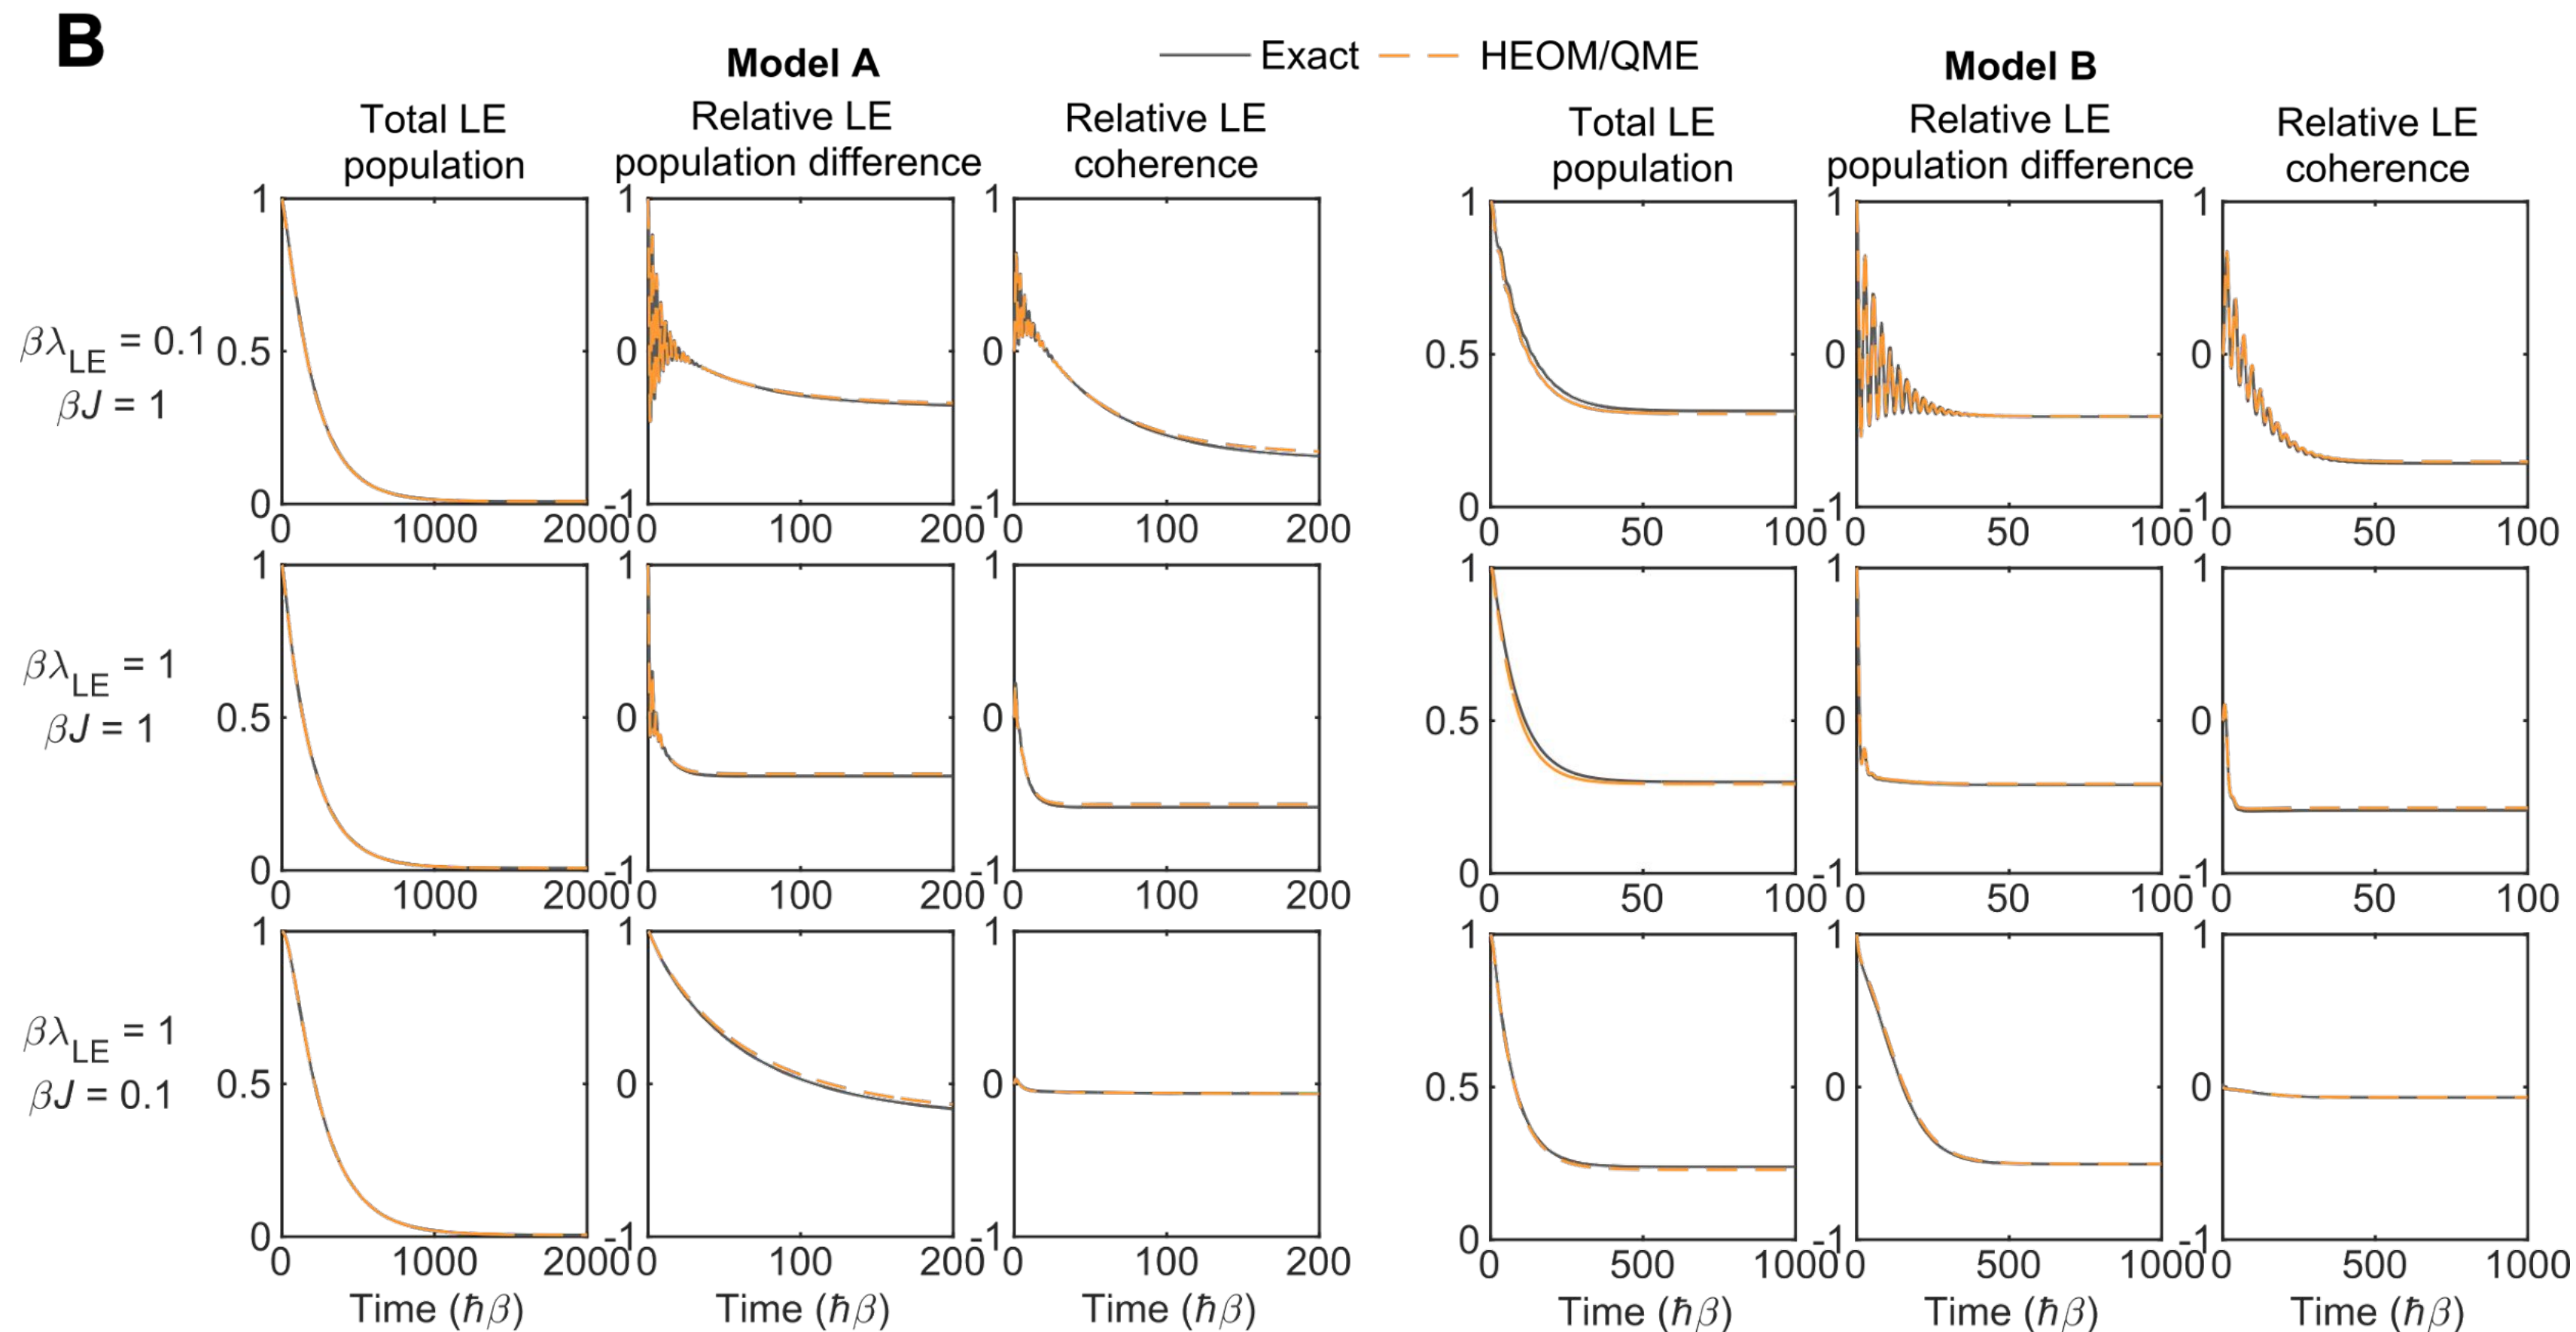 B
Exact HEOM/QME
Model A
Model B
Total LE
population
Relative LE
population difference
Relative LE
coherence
Total LE
population
Relative LE
population difference
Relative LE
coherence
βλLE = 0.1
βJ = 1
1
0.5
0
0 1000 2000
1
0
-1
0 100 200
1
0
-1
0 100 200
1
0.5
0
0 50 100
1
0
-1
0 50 100
1
0
-1
0 50 100
βλLE = 1
βJ = 1
1
0.5
0
0 1000 2000
1
0
-1
0 100 200
1
0
-1
0 100 200
1
0.5
0
0 50 100
1
0
-1
0 50 100
1
0
-1
0 50 100
βλLE = 1
βJ = 0.1
1
0.5
0
0 1000 2000
Time (ħβ)
1
0
-1
0 100 200
Time (ħβ)
1
0
-1
0 100 200
Time (ħβ)
1
0.5
0
0 500 1000
Time (ħβ)
1
0
-1
0 500 1000
Time (ħβ)
1
0
-1
0 500 1000
Time (ħβ)